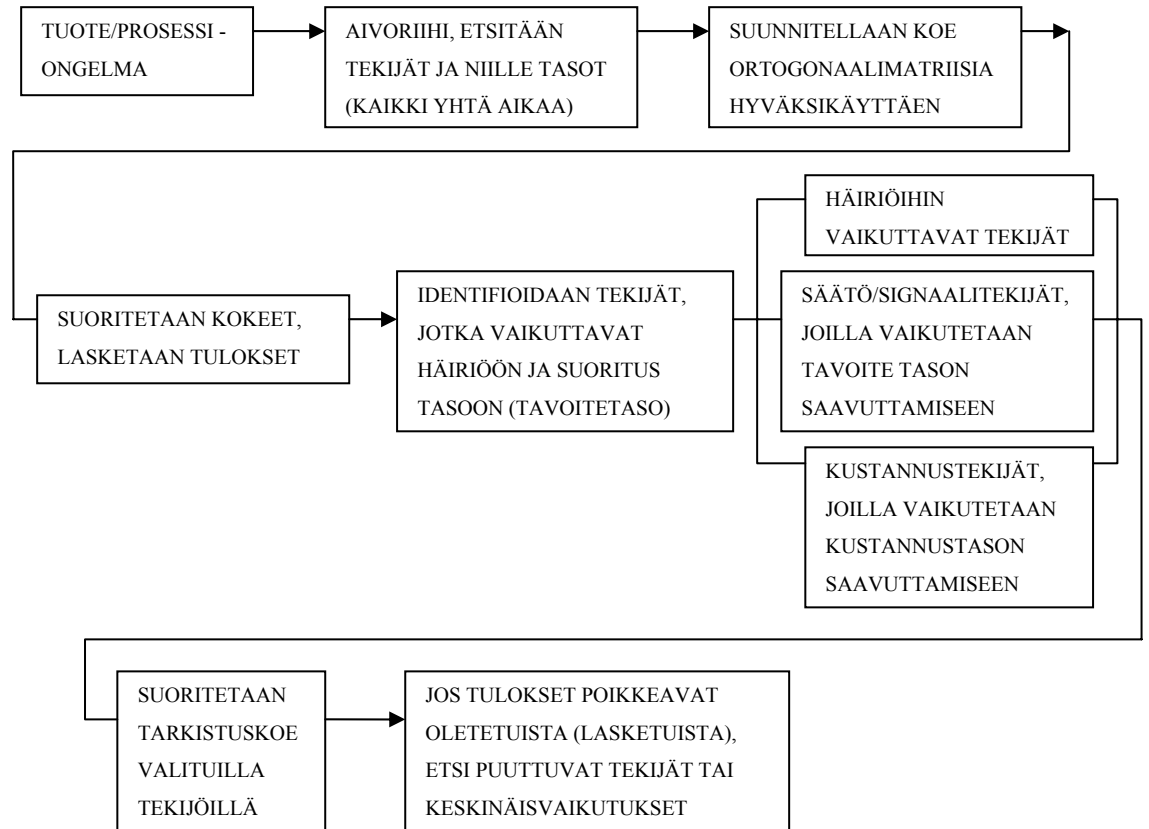 TUOTE/PROSESSI -
ONGELMA
AIVORIIHI, ETSITÄÄN
TEKIJÄT JA NIILLE TASOT
(KAIKKI YHTÄ AIKAA)
SUUNNITELLAAN KOE
ORTOGONAALIMATRIISIA
HYVÄKSIKÄYTTÄEN
SUORITETAAN KOKEET,
LASKETAAN TULOKSET
IDENTIFIOIDAAN TEKIJÄT,
JOTKA VAIKUTTAVAT
HÄIRIÖÖN JA SUORITUS
TASOON (TAVOITETASO)
HÄIRIÖIHIN
VAIKUTTAVAT TEKIJÄT
SÄÄTÖ/SIGNAALITEKIJÄT,
JOILLA VAIKUTETAAN
TAVOITE TASON
SAAVUTTAMISEEN
KUSTANNUSTEKIJÄT,
JOILLA VAIKUTETAAN
KUSTANNUSTASON
SAAVUTTAMISEEN
SUORITETAAN
TARKISTUSKOE
VALITUILLA
TEKIJÖILLÄ
JOS TULOKSET POIKKEAVAT
OLETETUISTA (LASKETUISTA),
ETSI PUUTTUVAT TEKIJÄT TAI
KESKINÄISVAIKUTUKSET